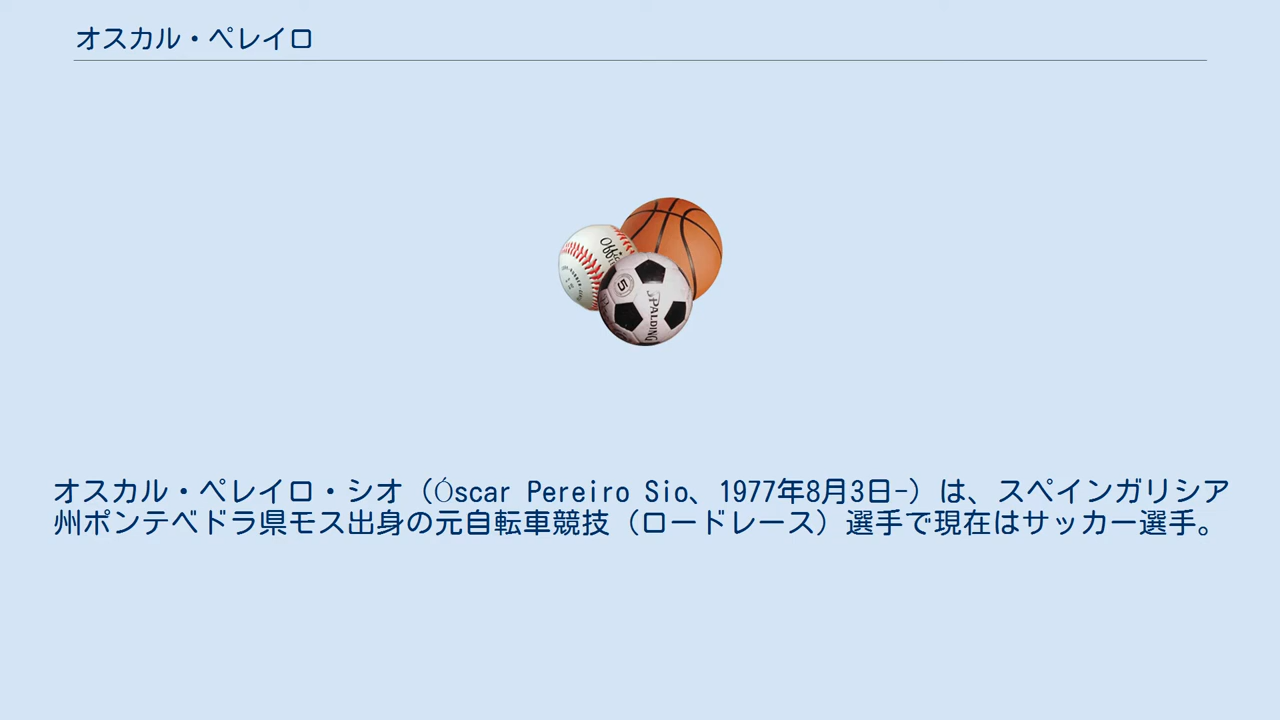 オスカル・ペレイロ
Offici
5
SPALDING
オスカル・ペレイロ・シオ（Óscar Pereiro Sio、1977年8月3日-）は、スペインガリシア
州ポンテベドラ県モス出身の元自転車競技（ロードレース）選手で現在はサッカー選手。